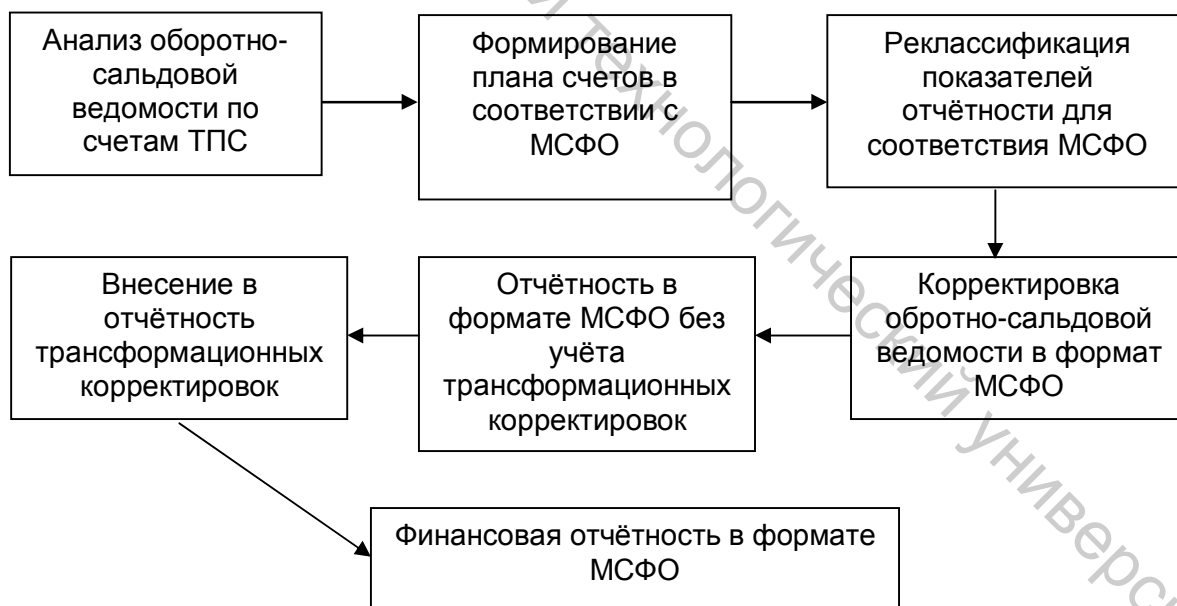 Анализ оборотно-
сальдовой
ведомости по
счетам ТПС
Формирование
плана счетов в
соответствии с
МСФО
Реклассификация
показателей
отчётности для
соответствия МСФО
Корректировка
обротно-сальдовой
ведомости в формат
МСФО
Отчётность в
формате МСФО без
учёта
трансформационных
корректировок
Внесение в
отчётность
трансформационных
корректировок
Финансовая отчётность в формате
МСФО
технологический